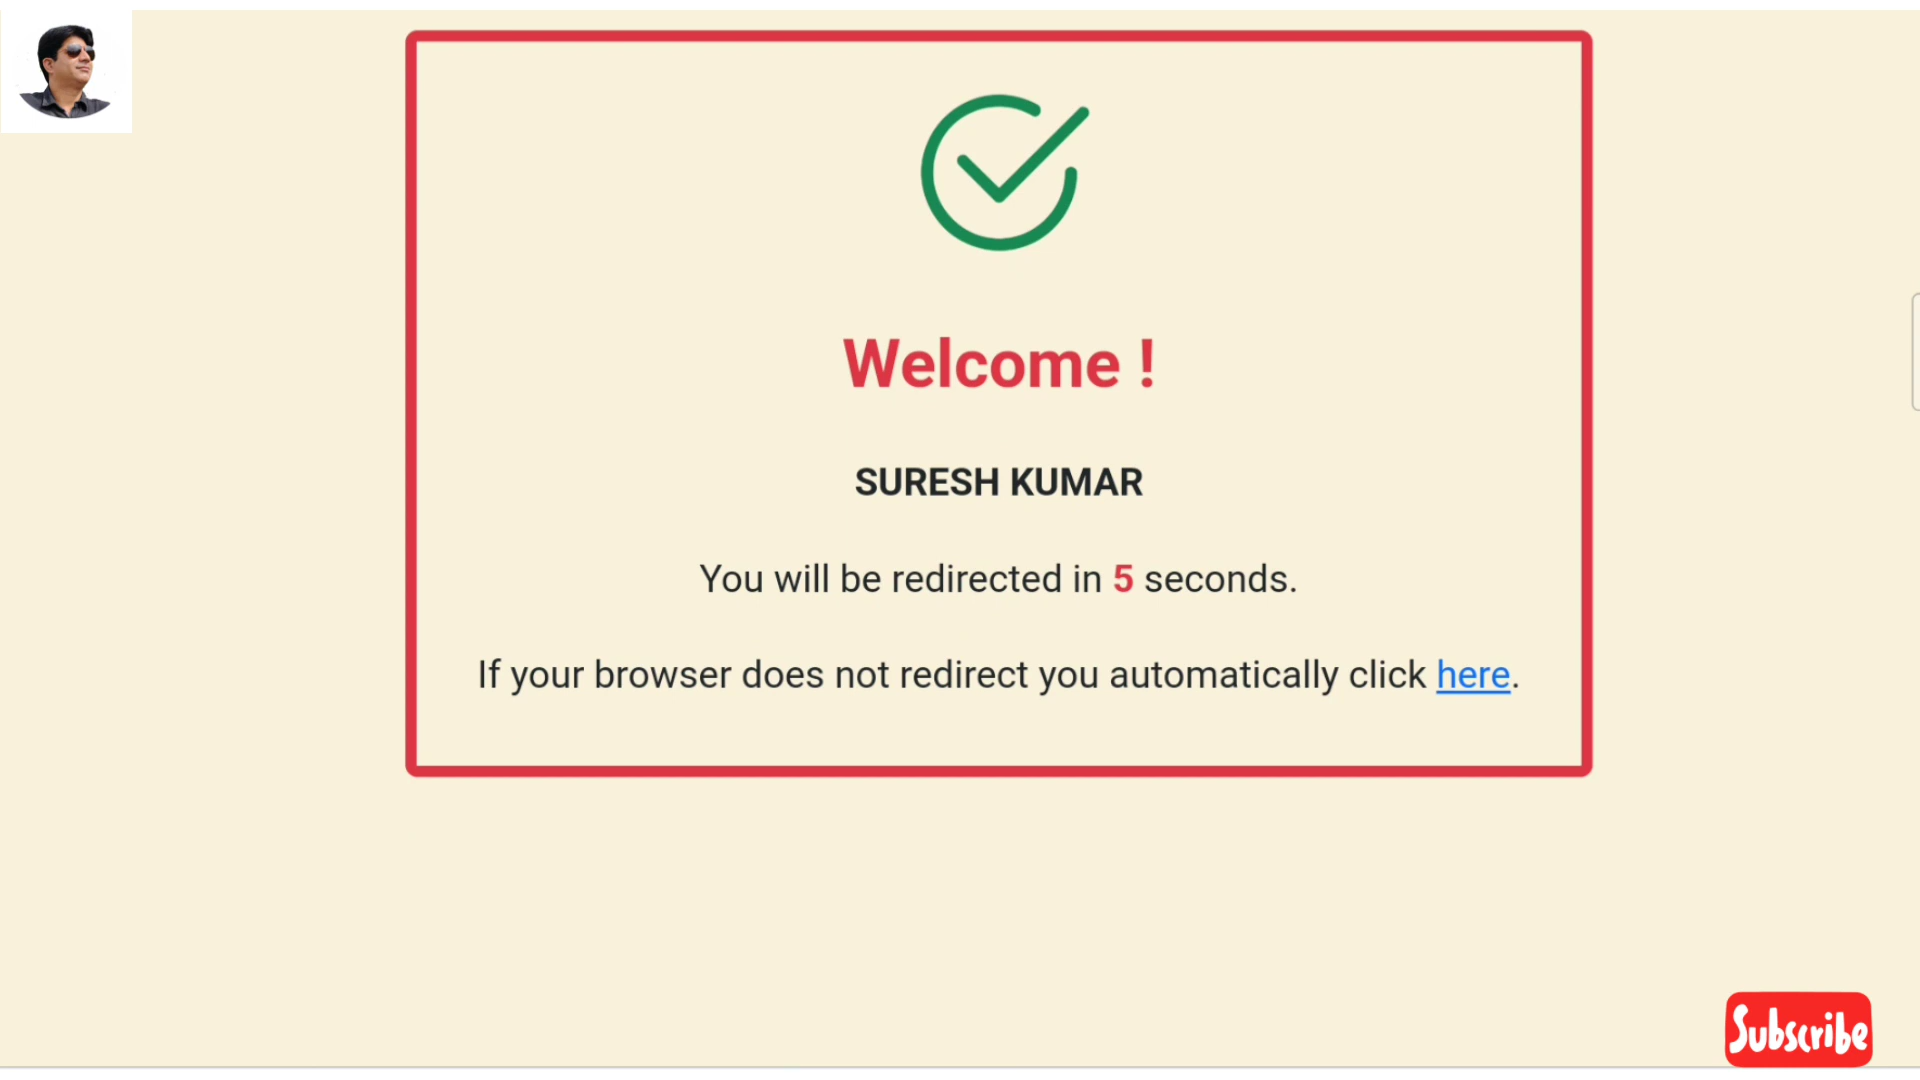 Welcome !
SURESH KUMAR
You will be redirected in 5 seconds.
If your browser does not redirect you automatically click here.
Subscribe